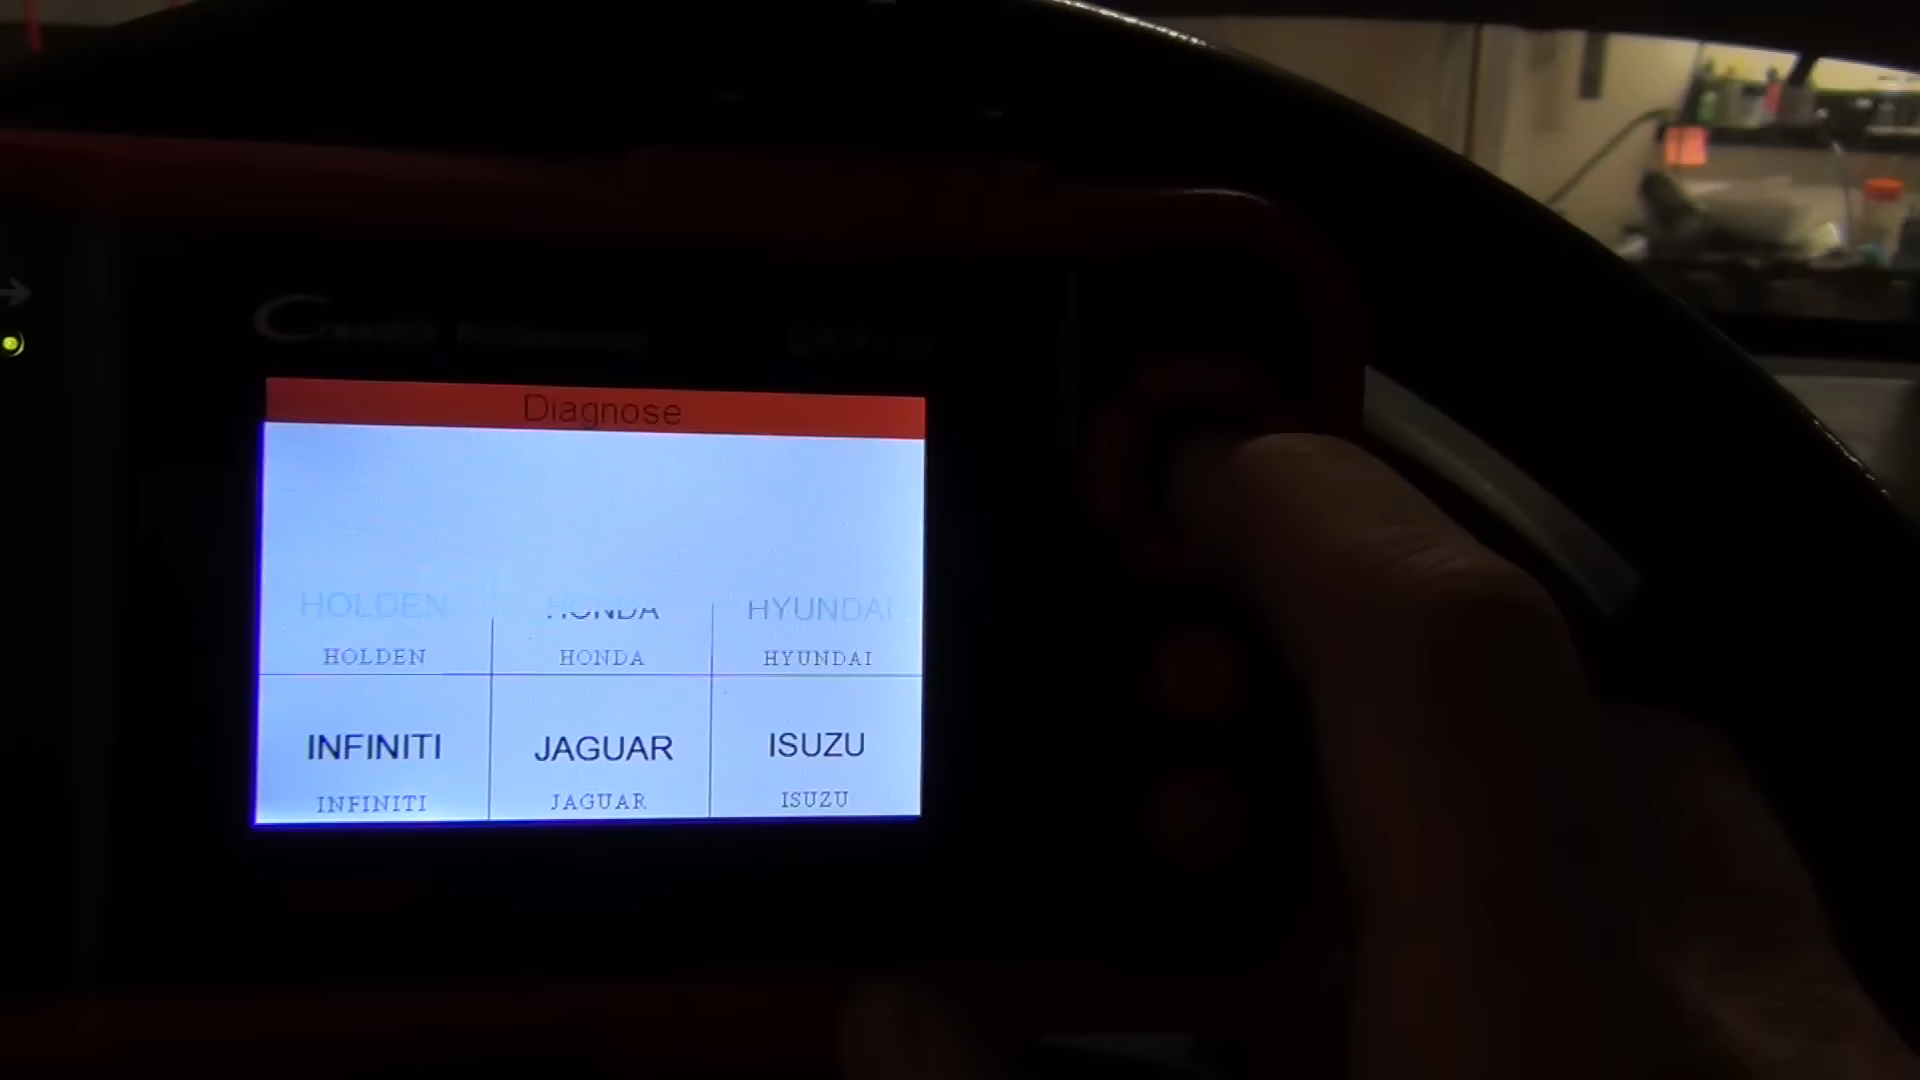 Diagnose
HOLDEN HONDA HYUNDAI
HOLDEN HONDA HYUNDAI
INFINITI JAGUAR ISUZU
INFINITI JAGUAR ISUZU